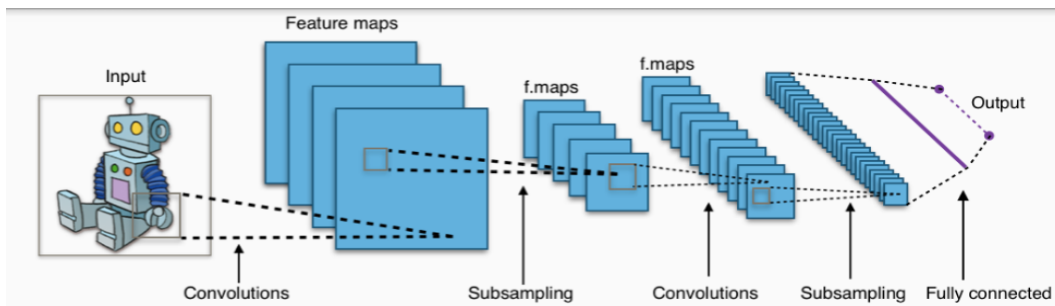 Feature maps
Input
f.maps
f.maps
Output
Convolutions
Subsampling
Convolutions
Subsampling
Fully connected